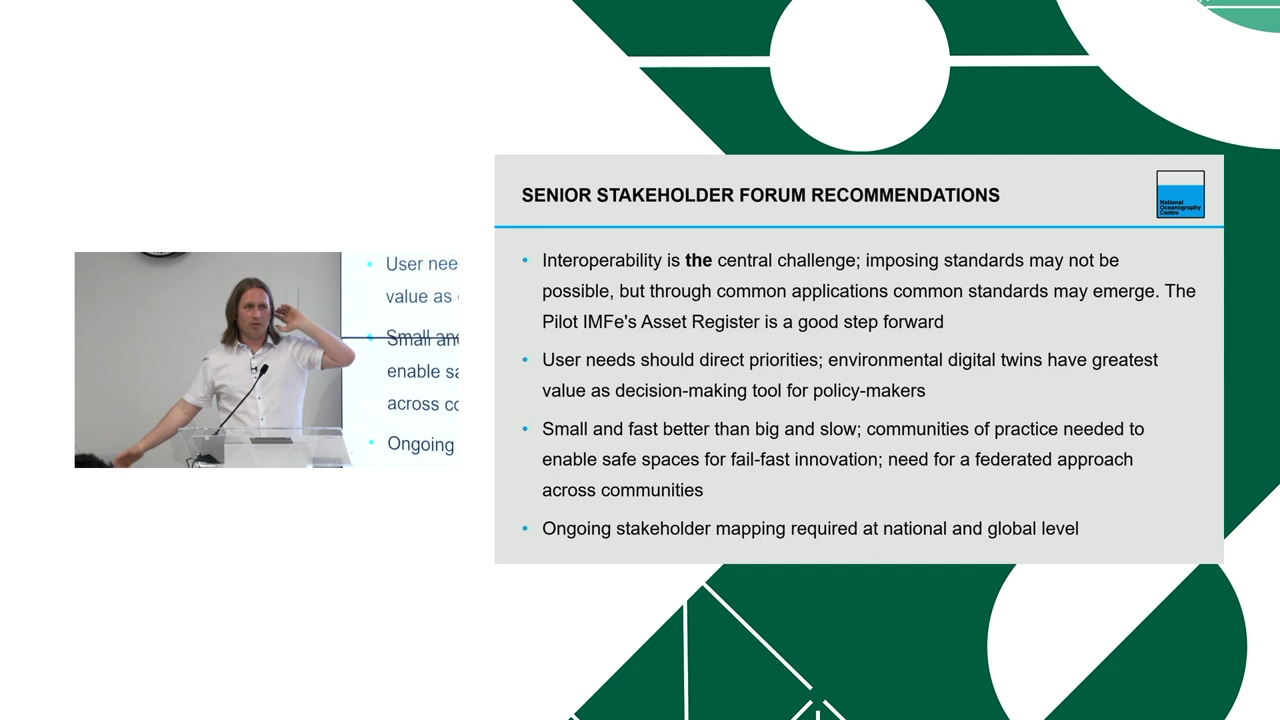 SENIOR STAKEHOLDER FORUM RECOMMENDATIONS
National
Oceanography
Centre
• Interoperability is the central challenge; imposing standards may not be
possible, but through common applications common standards may emerge. The
Pilot IMFe's Asset Register is a good step forward
• User needs should direct priorities; environmental digital twins have greatest
value as decision-making tool for policy-makers
• Small and fast better than big and slow; communities of practice needed to
enable safe spaces for fail-fast innovation; need for a federated approach
across communities
• Ongoing stakeholder mapping required at national and global level
• User nee
value as
• Small and
enable sa
across co
• Ongoing